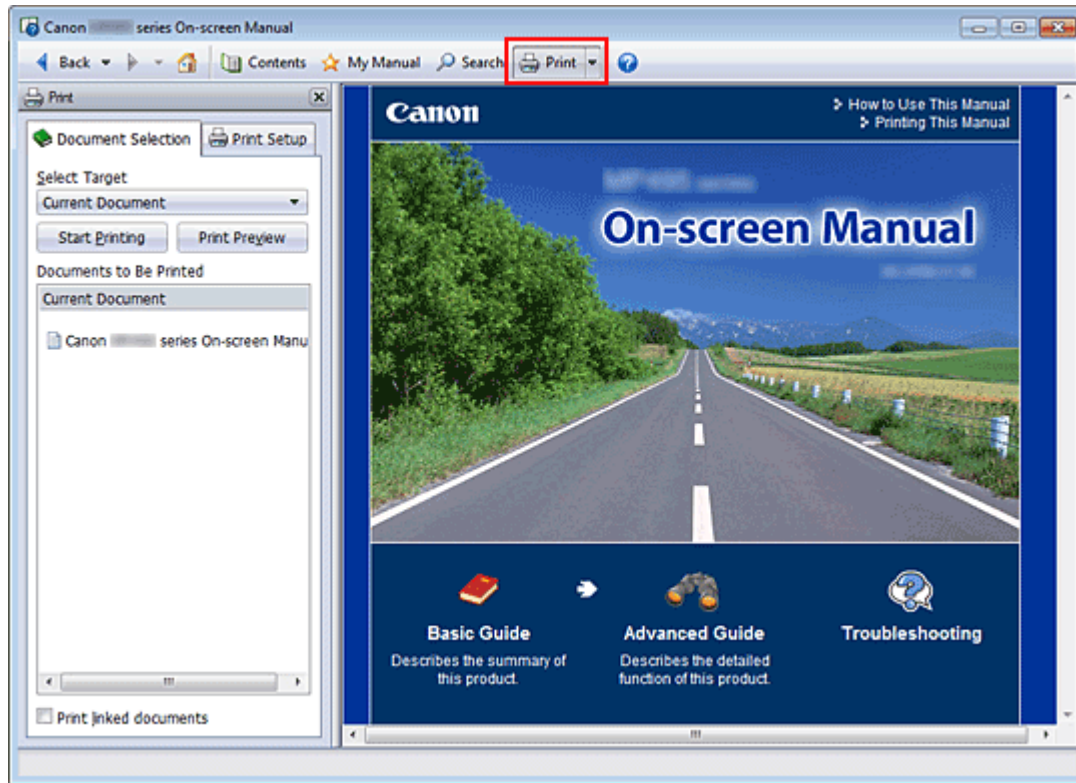 Canon series On-screen Manual
Back Contents My Manual Search Print
Print
Document Selection Print Setup
Select Target
Current Document
Start Printing Print Preview
Documents to Be Printed
Current Document
Canon series On-screen Manu
Print linked documents
Canon
How to Use This Manual
Printing This Manual
series
On-screen Manual
Basic Guide
Describes the summary of
this product.
Advanced Guide
Describes the detailed
function of this product.
Troubleshooting